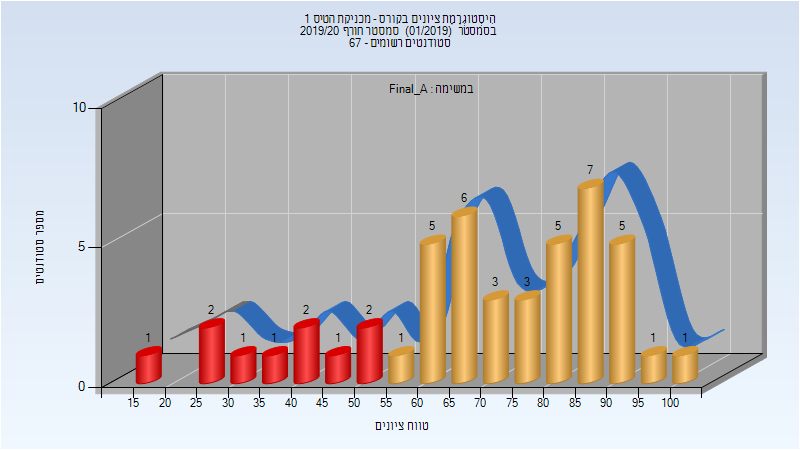 היסטוגרמת ציונים בקורס - מכניקת הטיס 1
בסמסטר (01/2019) סמסטר חורף 2019/20
סטודנטים רשומים - 67
במשימה : Final_A
מספר סטודנטים
10
5
0
1 2 1 1 2 1 2 1 5 6 3 3 5 7 5 1 1
15 20 25 30 35 40 45 50 55 60 65 70 75 80 85 90 95 100
טווח ציונים